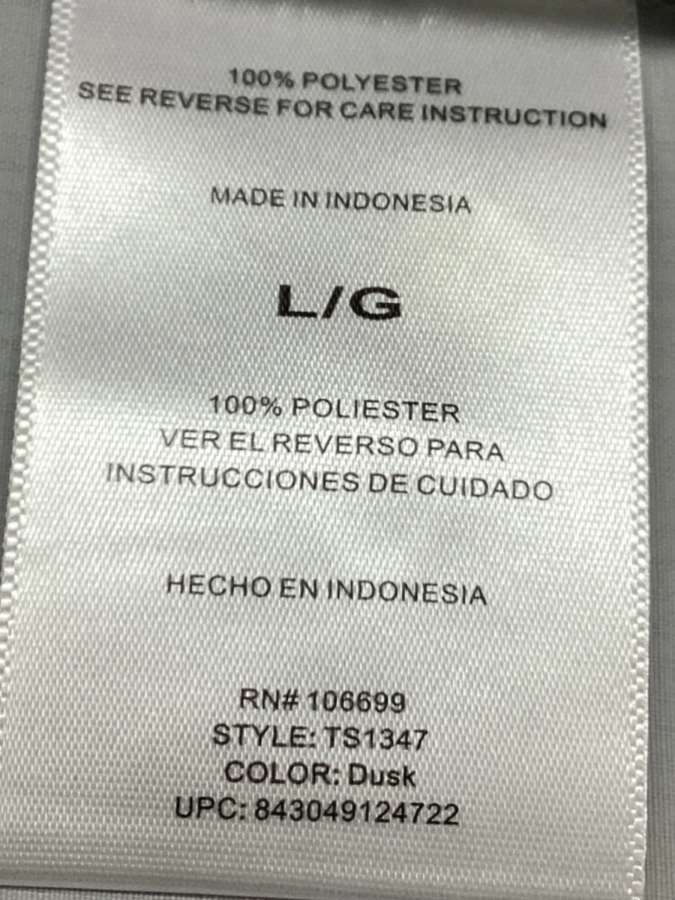 100% POLYESTER
SEE REVERSE FOR CARE INSTRUCTION
MADE IN INDONESIA
L/G
100% POLIESTER
VER EL REVERSO PARA
INSTRUCCIONES DE CUIDADO
HECHO EN INDONESIA
RN# 106699
STYLE: TS1347
COLOR: Dusk
UPC: 843049124722